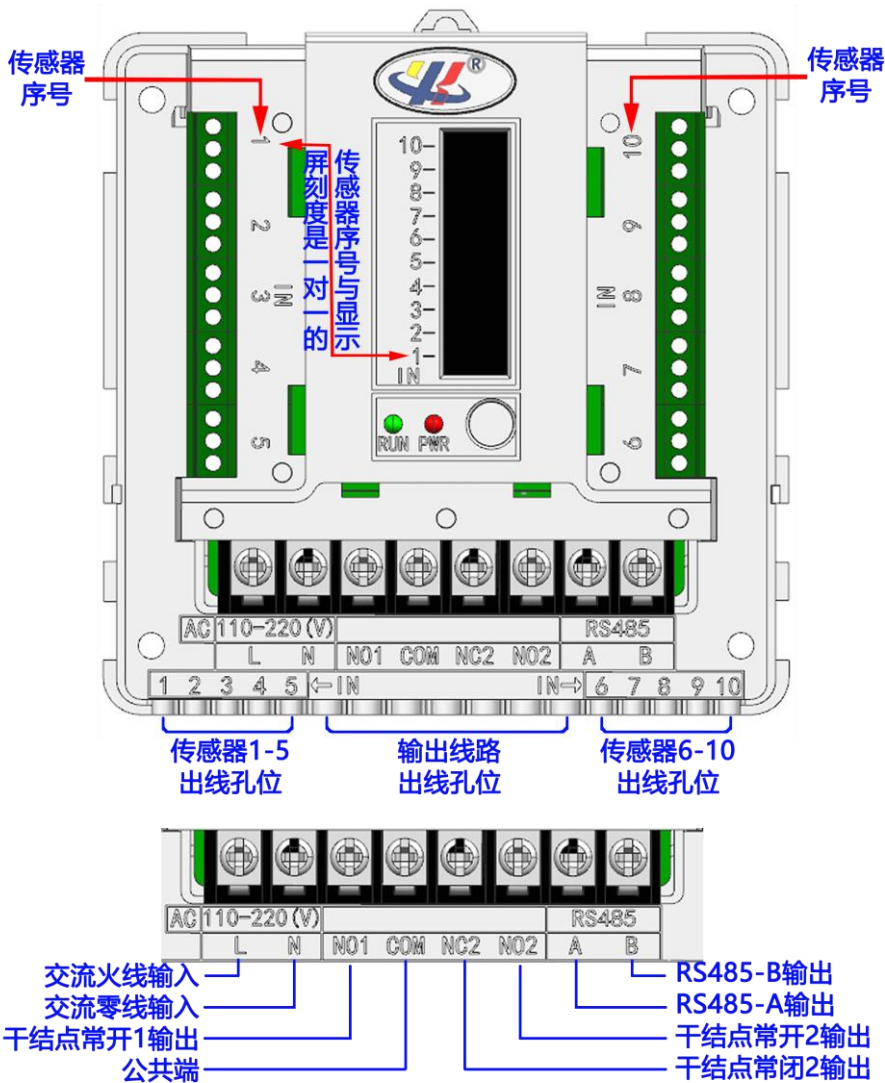 传感器
序号
传感器
序号
®
1
2
3
4
5
IN
传感器序号与显示
屏刻度是一对一的
10-
9-
8-
7-
6-
5-
4-
3-
2-
1-
IN
RUN PWR
10
9
8
7
6
IN
AC 110-220(V) RS485
L N NO1 COM NC2 NO2 A B
1 2 3 4 5 ←IN IN→ 6 7 8 9 10
传感器1-5
出线孔位
输出线路
出线孔位
传感器6-10
出线孔位
AC 110-220(V) RS485
L N NO1 COM NC2 NO2 A B
交流火线输入
交流零线输入
干结点常开1输出
公共端
RS485-B输出
RS485-A输出
干结点常开2输出
干结点常闭2输出